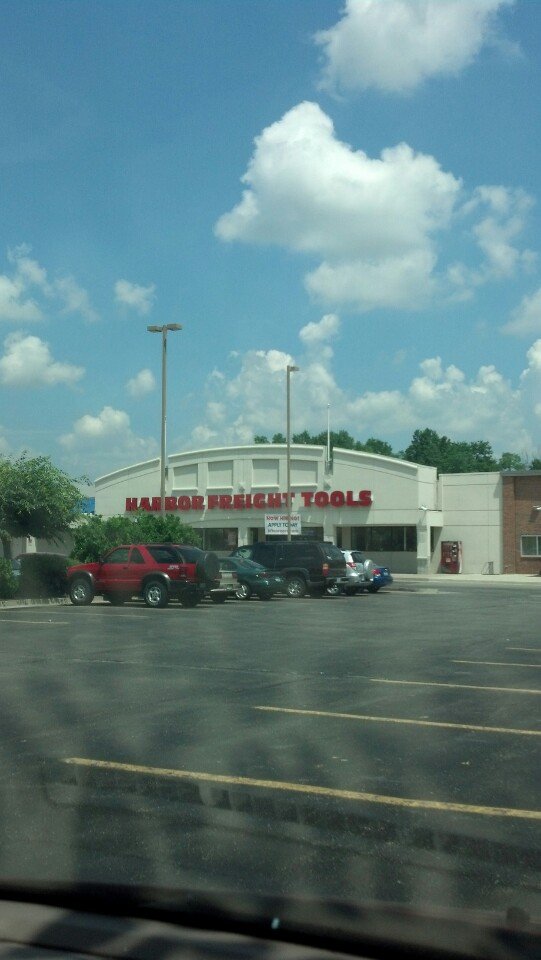 HARBOR FREIGHT TOOLS
NOW HIRING!
APPLY TODAY